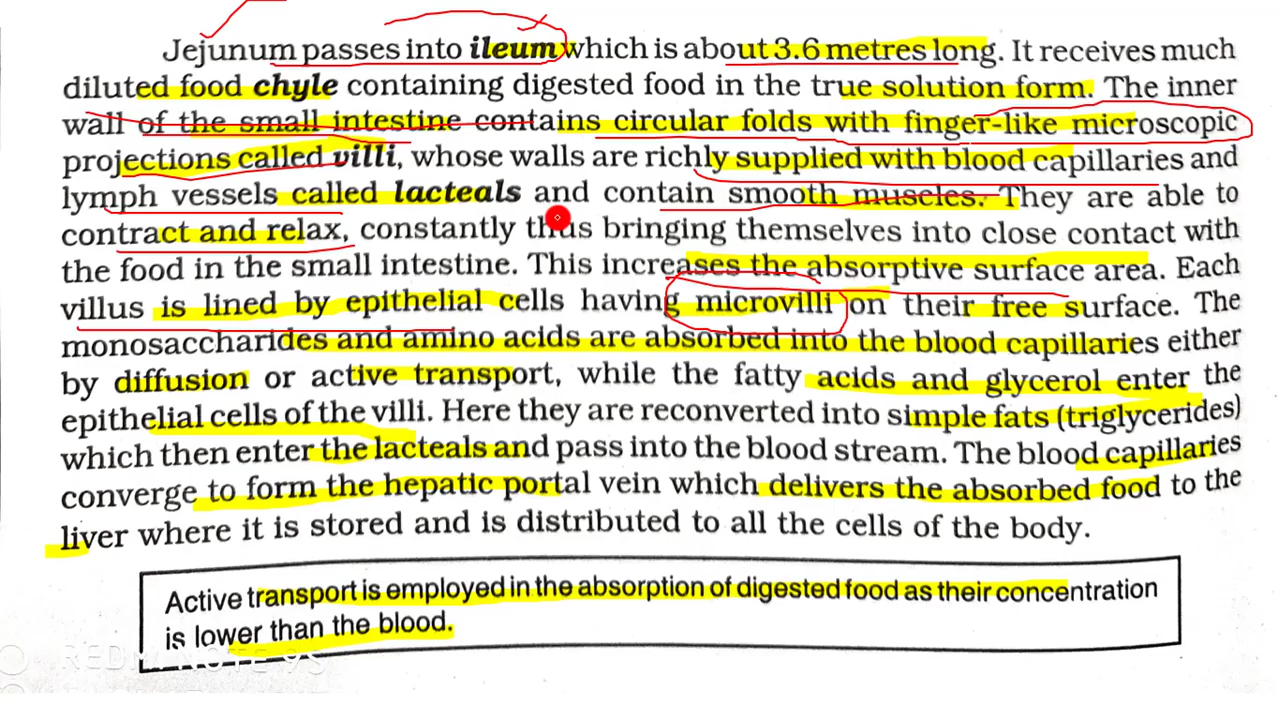 Jejunum passes into ileum which is about 3.6 metres long. It receives much
diluted food chyle containing digested food in the true solution form. The inner
wall of the small intestine contains circular folds with finger-like microscopic
projections called villi, whose walls are richly supplied with blood capillaries and
lymph vessels called lacteals and contain smooth muscles. They are able to
contract and relax, constantly thus bringing themselves into close contact with
the food in the small intestine. This increases the absorptive surface area. Each
villus is lined by epithelial cells having microvilli on their free surface. The
monosaccharides and amino acids are absorbed into the blood capillaries either
by diffusion or active transport, while the fatty acids and glycerol enter the
epithelial cells of the villi. Here they are reconverted into simple fats (triglycerides)
which then enter the lacteals and pass into the blood stream. The blood capillaries
converge to form the hepatic portal vein which delivers the absorbed food to the
liver where it is stored and is distributed to all the cells of the body.
Active transport is employed in the absorption of digested food as their concentration
is lower than the blood.
REDMI NOTE 9S